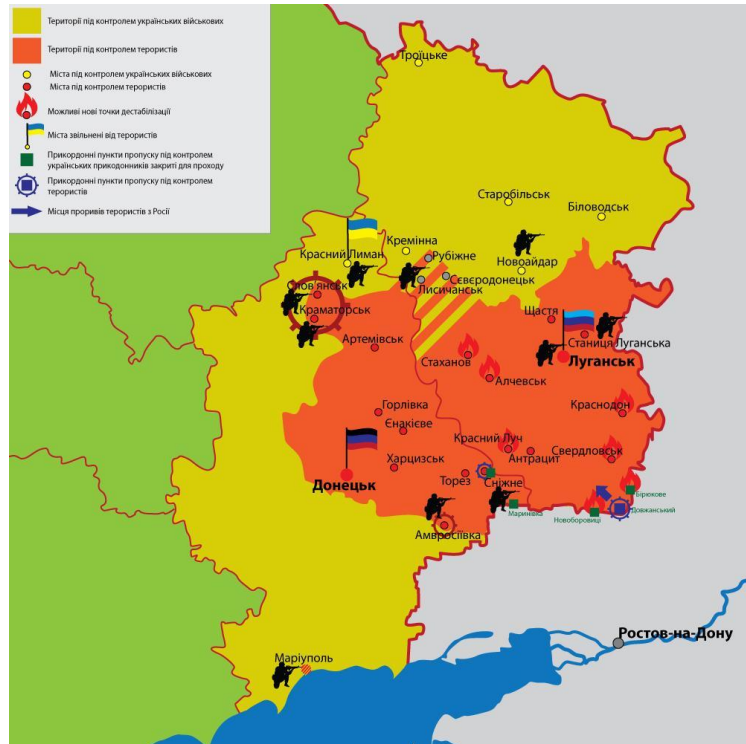 Території під контролем українських військових
Території під контролем терористів
Міста під контролем українських військових
Міста під контролем терористів
Можливі нові точки дестабілізації
Міста звільнені від терористів
Прикордонні пункти пропуску під контролем
українських прикодонників закриті для проходу
Прикордонні пункти пропуску під контролем
терористів
Місця проривів терористів з Росії
Троїцьке
Старобільськ
Біловодськ
Кремінна
Красний Лиман
Рубіжне
Новоайдар
Сєвєродонецьк
Лисичанськ
Слов'янськ
Краматорськ
Щастя
Артемівськ
Станиця Луганська
Стаханов
Луганськ
Алчевськ
Горлівка
Краснодон
Єнакієве
Красний Луч
Антрацит
Свердловськ
Харцизськ
Торез
Сніжне
Донецьк
Бірюкове
Маринівка
Довжанський
Новоборовиці
Амвросіївка
Ростов-на-Дону
Маріуполь